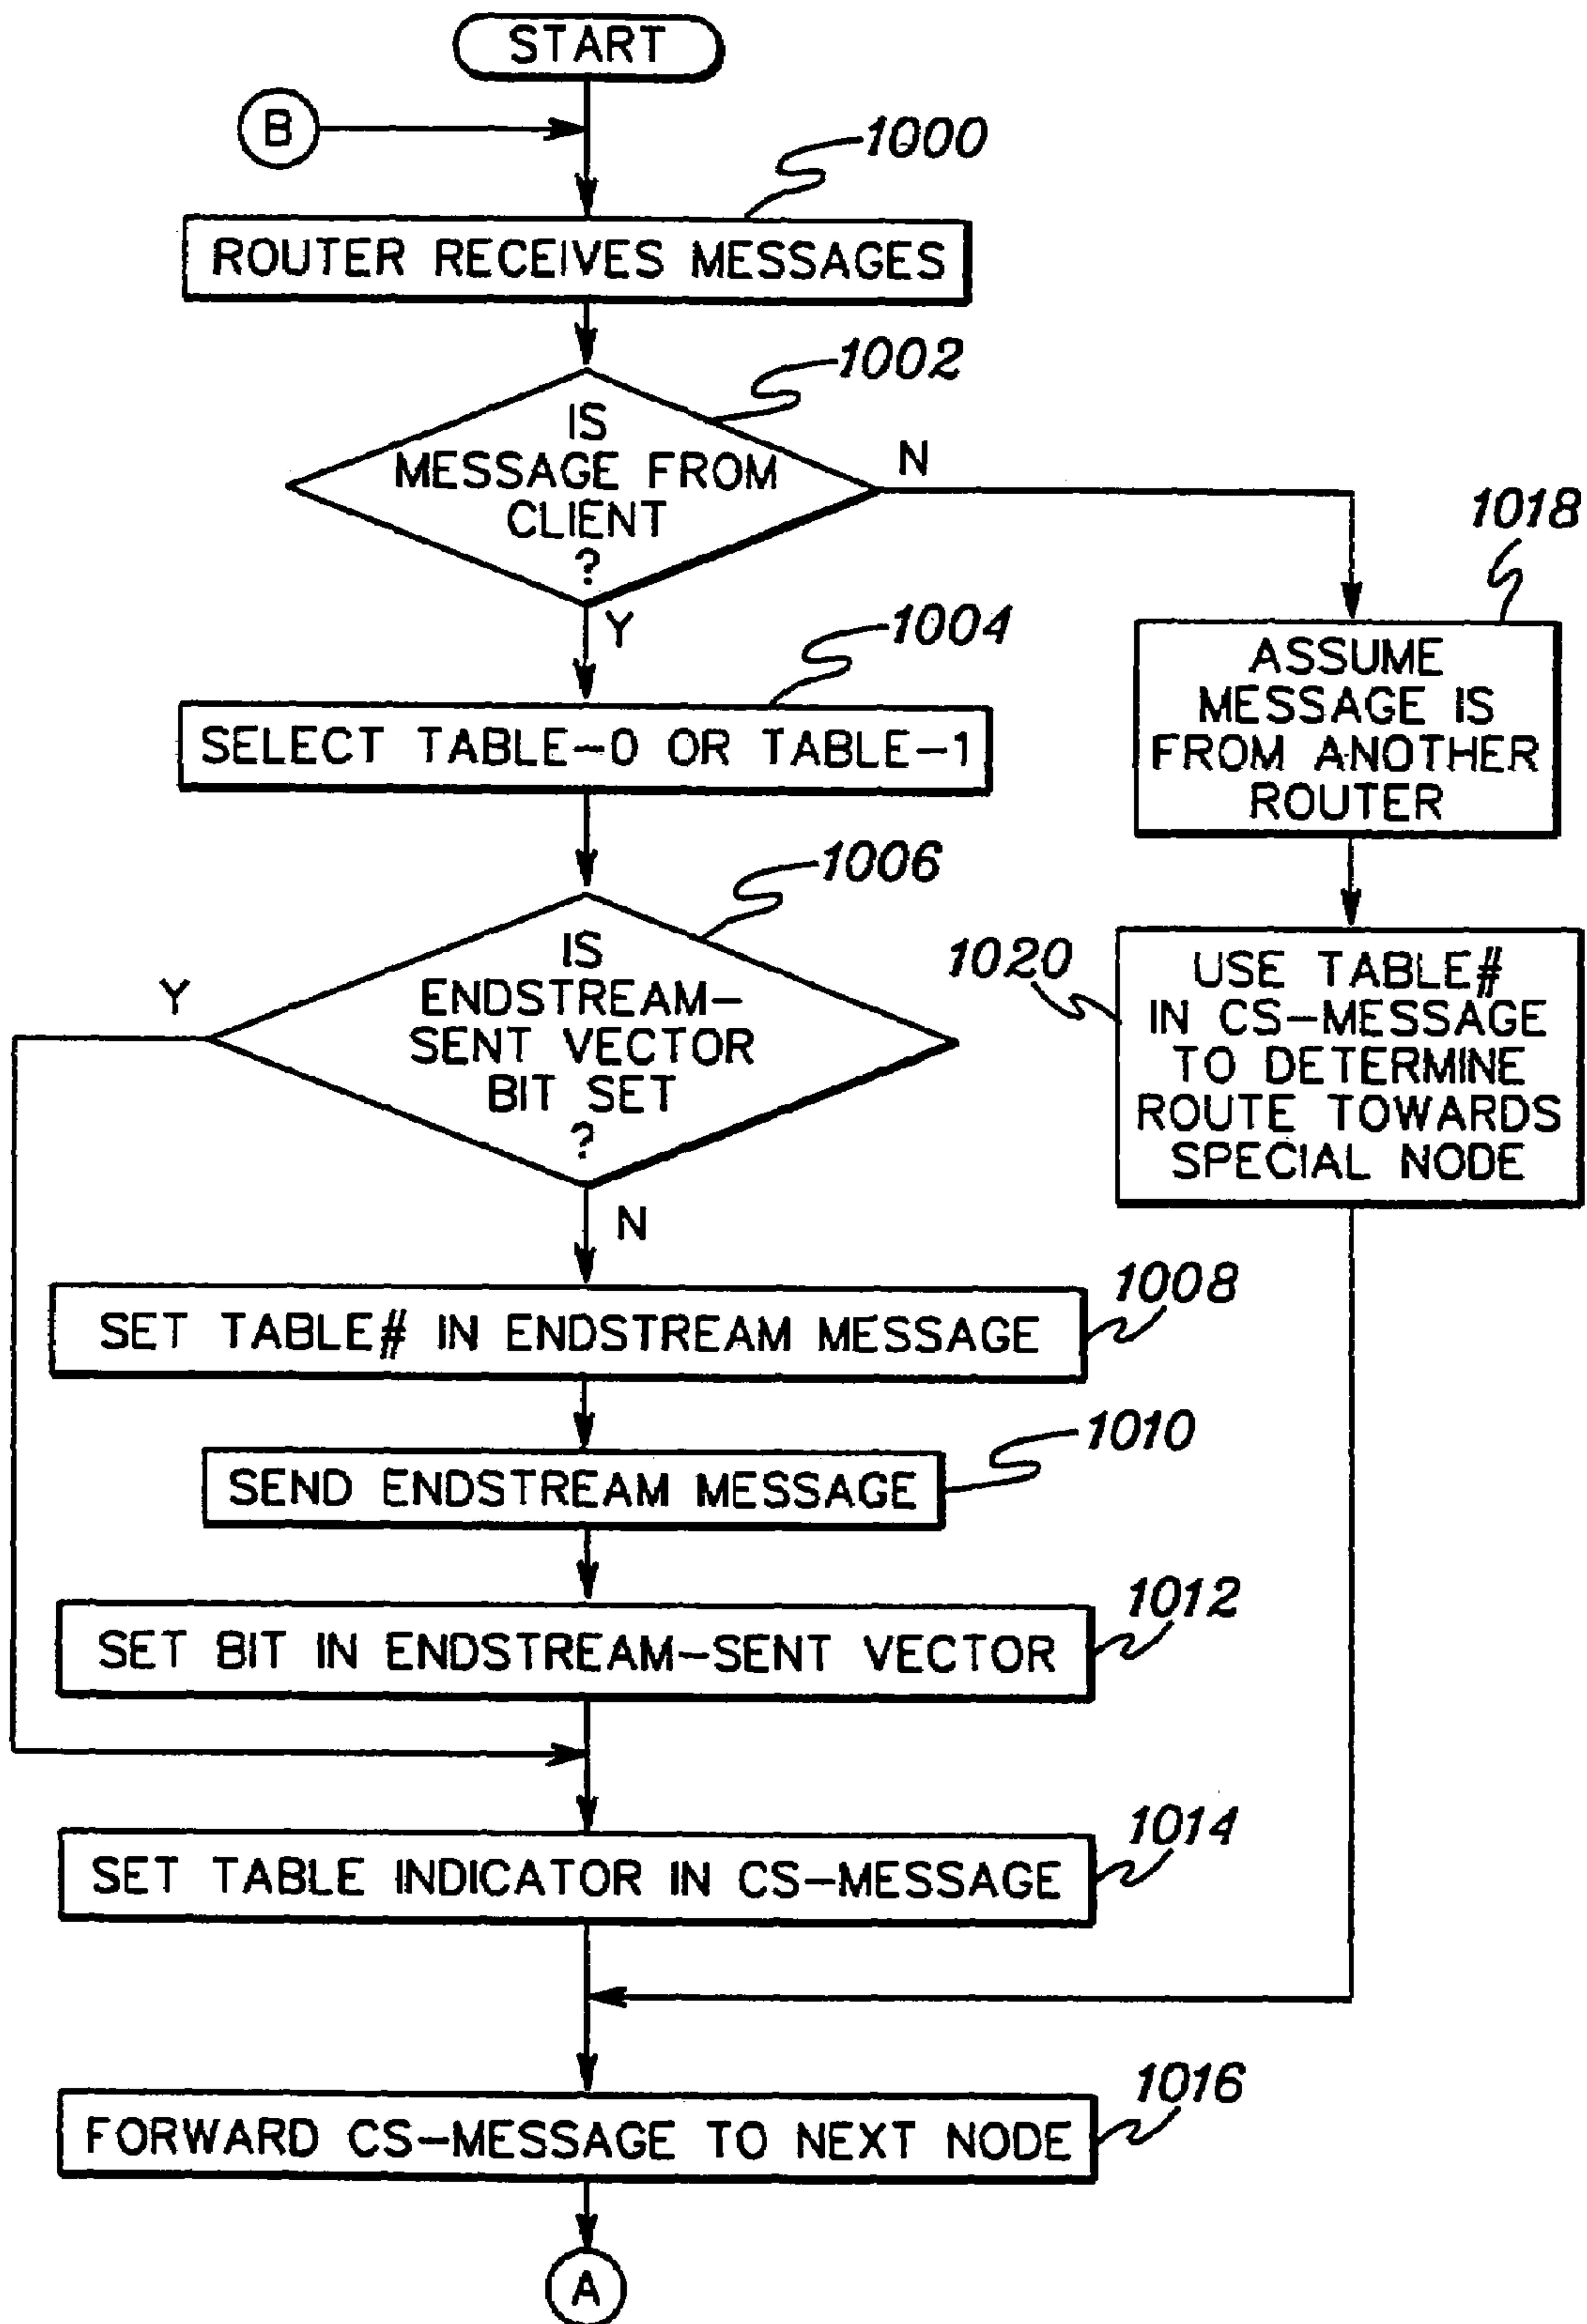 START
B
1000
ROUTER RECEIVES MESSAGES
1002
IS
MESSAGE FROM
CLIENT
?
N
Y
1004
SELECT TABLE-0 OR TABLE-1
1018
ASSUME
MESSAGE IS
FROM ANOTHER
ROUTER
1006
IS
ENDSTREAM-
SENT VECTOR
BIT SET
?
Y
N
1020
USE TABLE#
IN CS-MESSAGE
TO DETERMINE
ROUTE TOWARDS
SPECIAL NODE
1008
SET TABLE# IN ENDSTREAM MESSAGE
1010
SEND ENDSTREAM MESSAGE
1012
SET BIT IN ENDSTREAM-SENT VECTOR
1014
SET TABLE INDICATOR IN CS-MESSAGE
1016
FORWARD CS-MESSAGE TO NEXT NODE
A